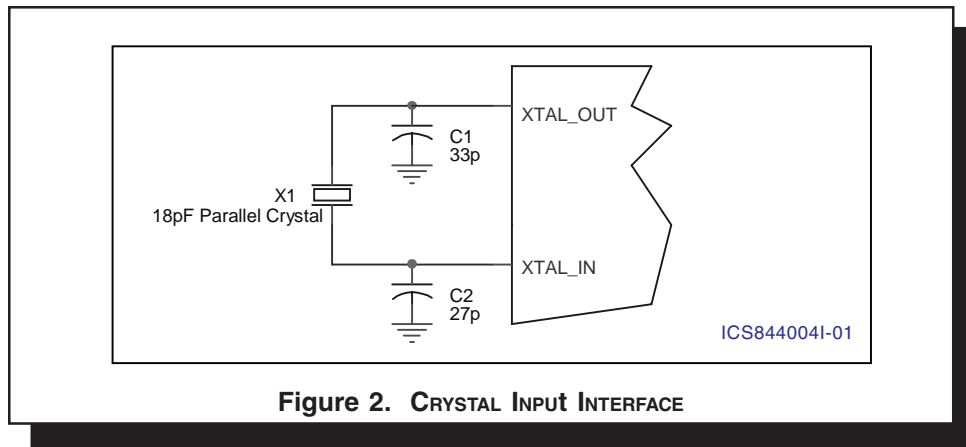 XTAL_OUT
C1
33p
X1
18pF Parallel Crystal
XTAL_IN
C2
27p
ICS844004I-01
Figure 2. CRYSTAL INPUt INTERFACE